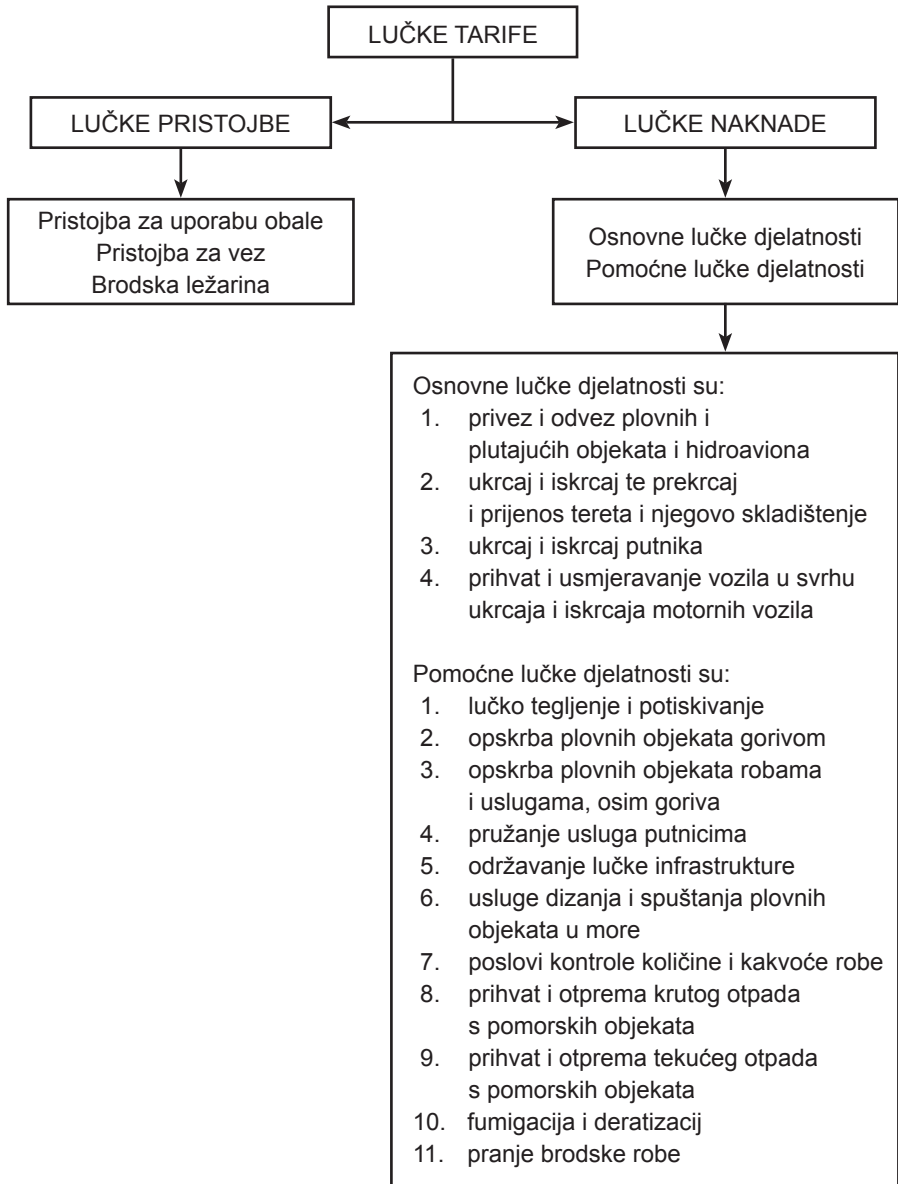 LUČKE TARIFE
LUČKE PRISTOJBE
LUČKE NAKNADE
Pristojba za uporabu obale
Pristojba za vez
Brodska ležarina
Osnovne lučke djelatnosti
Pomoćne lučke djelatnosti
Osnovne lučke djelatnosti su:
1. privez i odvez plovnih i
plutajućih objekata i hidroaviona
2. ukrcaj i iskrcaj te prekrcaj
i prijenos tereta i njegovo skladištenje
3. ukrcaj i iskrcaj putnika
4. prihvat i usmjeravanje vozila u svrhu
ukrcaja i iskrcaja motornih vozila
Pomoćne lučke djelatnosti su:
1. lučko tegljenje i potiskivanje
2. opskrba plovnih objekata gorivom
3. opskrba plovnih objekata robama
i uslugama, osim goriva
4. pružanje usluga putnicima
5. održavanje lučke infrastrukture
6. usluge dizanja i spuštanja plovnih
objekata u more
7. poslovi kontrole količine i kakvoće robe
8. prihvat i otprema krutog otpada
s pomorskih objekata
9. prihvat i otprema tekućeg otpada
s pomorskih objekata
10. fumigacija i deratizacij
11. pranje brodske robe